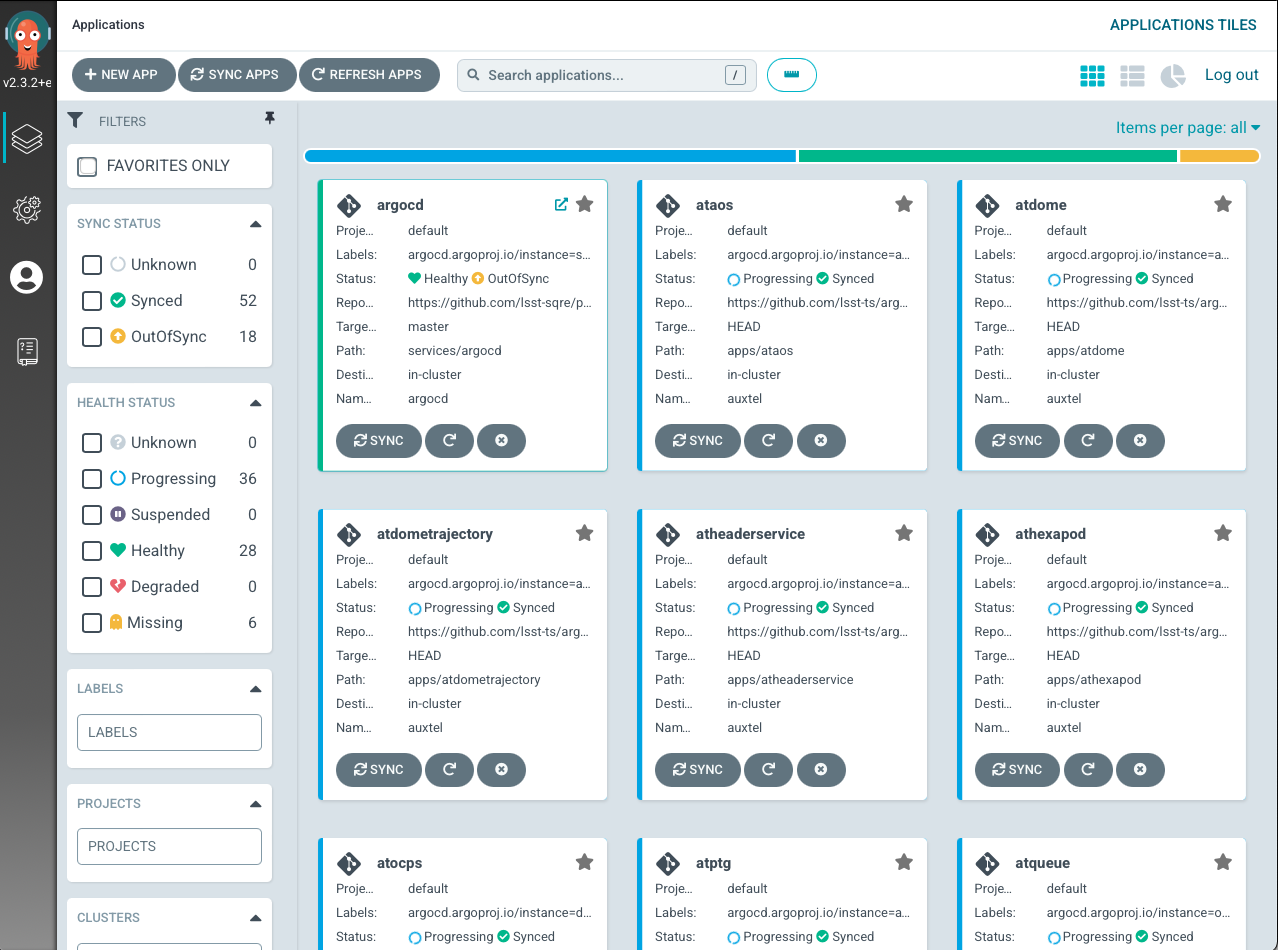 Applications
APPLICATIONS TILES
v2.3.2+e
NEW APP
SYNC APPS
REFRESH APPS
Search applications...
/
Log out
FILTERS
Items per page: all
FAVORITES ONLY
SYNC STATUS
Unknown 0
Synced 52
OutOfSync 18
HEALTH STATUS
Unknown 0
Progressing 36
Suspended 0
Healthy 28
Degraded 0
Missing 6
LABELS
LABELS
PROJECTS
PROJECTS
CLUSTERS
argocd
Proje... default
Labels: argocd.argoproj.io/instance=s...
Status: Healthy OutOfSync
Repo... https://github.com/lsst-sqre/p...
Targe... master
Path: services/argocd
Desti... in-cluster
Nam... argocd
SYNC
ataos
Proje... default
Labels: argocd.argoproj.io/instance=a...
Status: Progressing Synced
Repo... https://github.com/lsst-ts/arg...
Targe... HEAD
Path: apps/ataos
Desti... in-cluster
Nam... auxtel
SYNC
atdome
Proje... default
Labels: argocd.argoproj.io/instance=a...
Status: Progressing Synced
Repo... https://github.com/lsst-ts/arg...
Targe... HEAD
Path: apps/atdome
Desti... in-cluster
Nam... auxtel
SYNC
atdometrajectory
Proje... default
Labels: argocd.argoproj.io/instance=a...
Status: Progressing Synced
Repo... https://github.com/lsst-ts/arg...
Targe... HEAD
Path: apps/atdometrajectory
Desti... in-cluster
Nam... auxtel
SYNC
atheaderservice
Proje... default
Labels: argocd.argoproj.io/instance=a...
Status: Progressing Synced
Repo... https://github.com/lsst-ts/arg...
Targe... HEAD
Path: apps/atheaderservice
Desti... in-cluster
Nam... auxtel
SYNC
athexapod
Proje... default
Labels: argocd.argoproj.io/instance=a...
Status: Progressing Synced
Repo... https://github.com/lsst-ts/arg...
Targe... HEAD
Path: apps/athexapod
Desti... in-cluster
Nam... auxtel
SYNC
atocps
Proje... default
Labels: argocd.argoproj.io/instance=d...
Status: Progressing Synced
atptg
Proje... default
Labels: argocd.argoproj.io/instance=a...
Status: Progressing Synced
atqueue
Proje... default
Labels: argocd.argoproj.io/instance=o...
Status: Progressing Synced